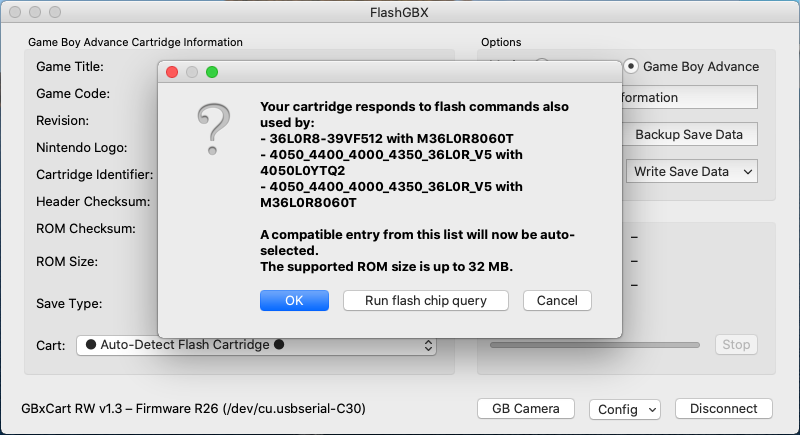 FlashGBX
Game Boy Advance Cartridge Information
Options
Game Title:
Game Boy Advance
Game Code:
Revision:
Backup Save Data
Nintendo Logo:
Cartridge Identifier:
Write Save Data
Header Checksum:
ROM Checksum:
–
ROM Size:
–
–
Save Type:
Your cartridge responds to flash commands also
used by:
- 36L0R8-39VF512 with M36L0R8060T
- 4050_4400_4000_4350_36L0R_V5 with
4050L0YTQ2
- 4050_4400_4000_4350_36L0R_V5 with
M36L0R8060T
A compatible entry from this list will now be auto-
selected.
The supported ROM size is up to 32 MB.
OK
Run flash chip query
Cancel
Cart:
● Auto-Detect Flash Cartridge ●
Stop
GBxCart RW v1.3 – Firmware R26 (/dev/cu.usbserial-C30)
GB Camera
Config
Disconnect